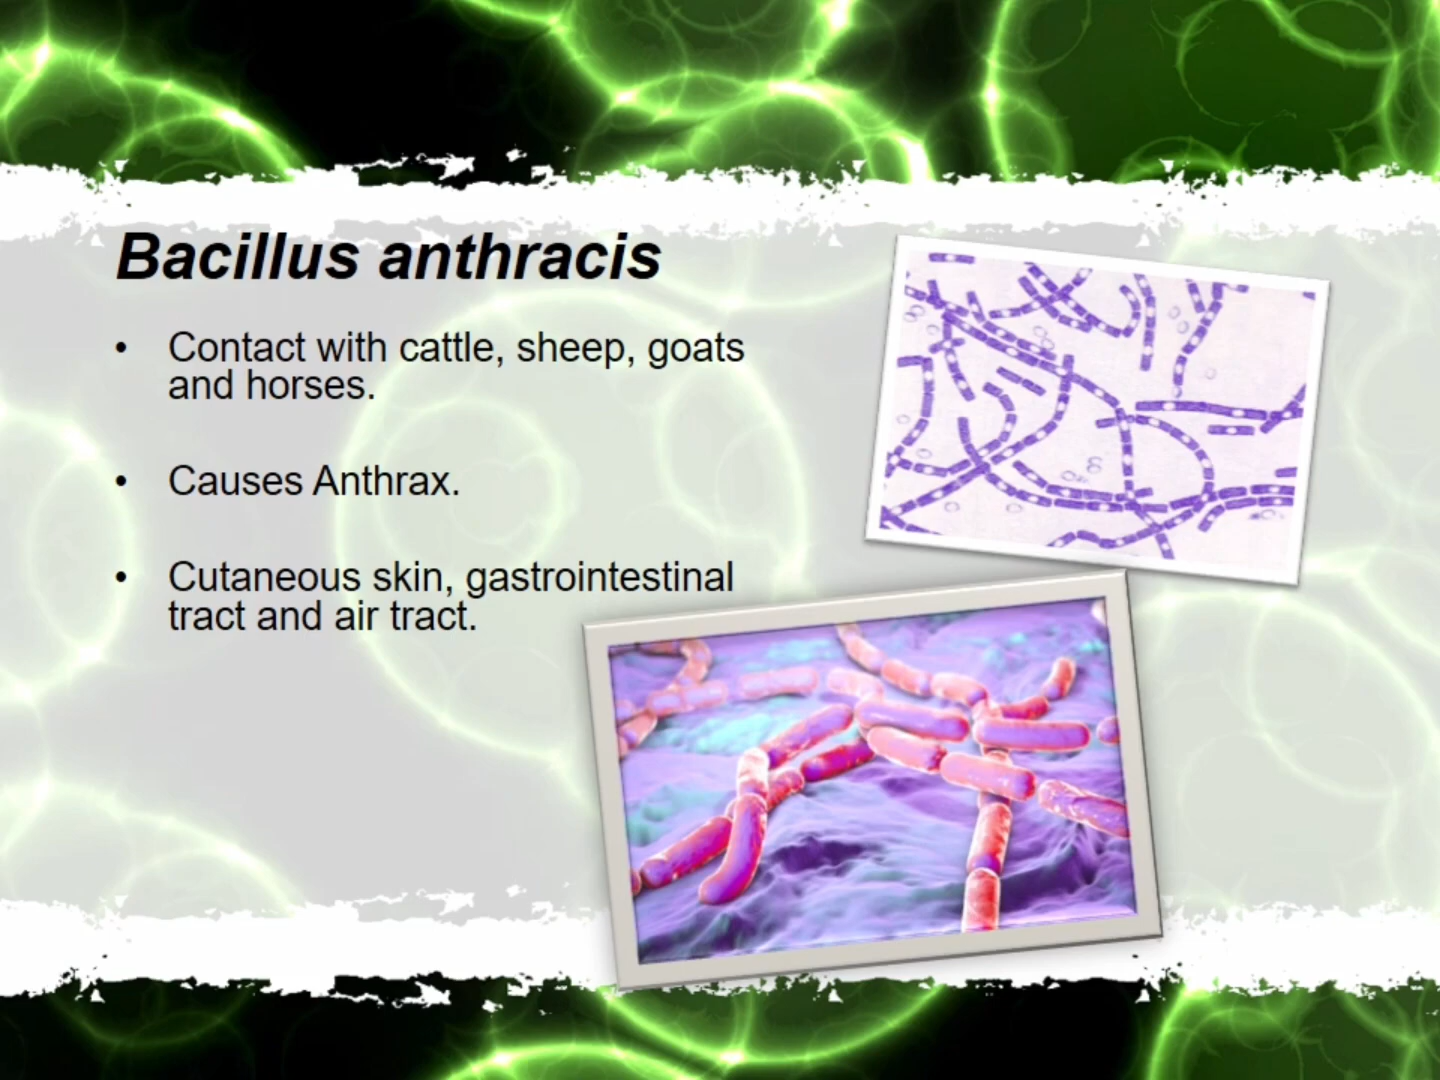 Bacillus anthracis
• Contact with cattle, sheep, goats
and horses.
• Causes Anthrax.
• Cutaneous skin, gastrointestinal
tract and air tract.